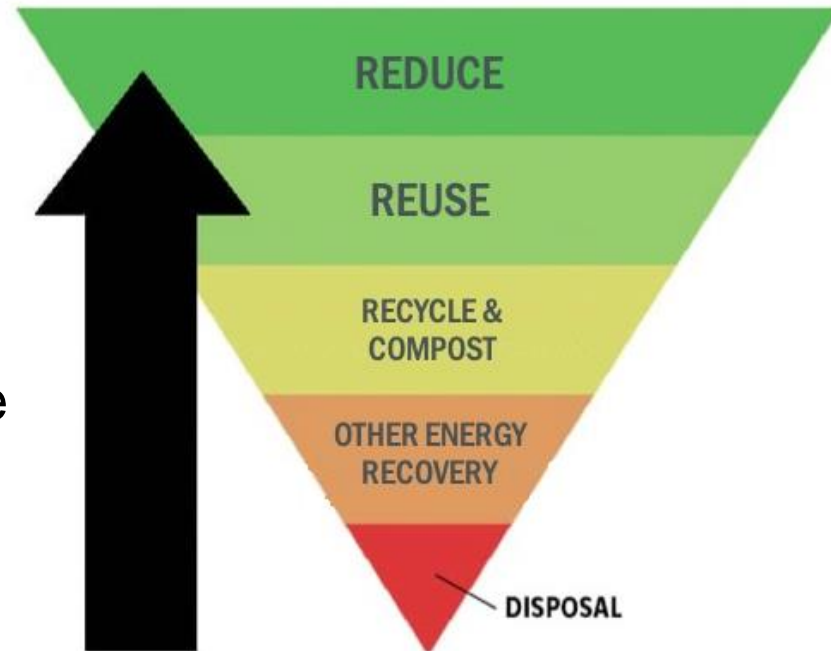 REDUCE
REUSE
RECYCLE &
COMPOST
e
OTHER ENERGY
RECOVERY
DISPOSAL